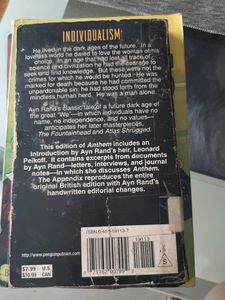 INDIVIDUALISM
He lived in the dark ages of the future. In a
loveless world he dared to love the woman of his
choice. In an age that had lost all trace of
science and civilization he had the courage to
seek and find knowledge. But these were not the
crimes for which he would be hunted. He was
marked for death because he had committed the
unpardonable sin: he had stood forth from the
mindless human herd. He was a man alone.
Ayn Rand's classic tale of a future dark age of
the great "We"—in which individuals have no
name, no independence, and no values—
anticipates her later masterpieces,
The Fountainhead and Atlas Shrugged.
This edition of Anthem includes an
Introduction by Ayn Rand's heir, Leonard
Peikoff. It contains excerpts from documents
by Ayn Rand—letters, interviews, and journal
notes—in which she discusses Anthem.
The Appendix reproduces the entire
original British edition with Ayn Rand's
handwritten editorial changes.
ISBN 0-451-19113-7
19113
http://www.penguinputnam.com
$7.99 U.S.
$10.99 CAN.
S